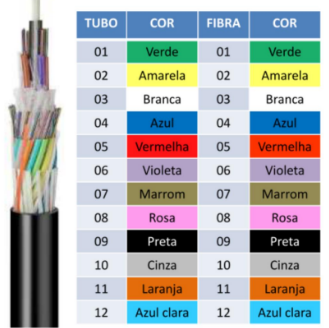 TUBO COR FIBRA COR
01 Verde 01 Verde
02 Amarela 02 Amarela
03 Branca 03 Branca
04 Azul 04 Azul
05 Vermelha 05 Vermelha
06 Violeta 06 Violeta
07 Marrom 07 Marrom
08 Rosa 08 Rosa
09 Preta 09 Preta
10 Cinza 10 Cinza
11 Laranja 11 Laranja
12 Azul clara 12 Azul clara